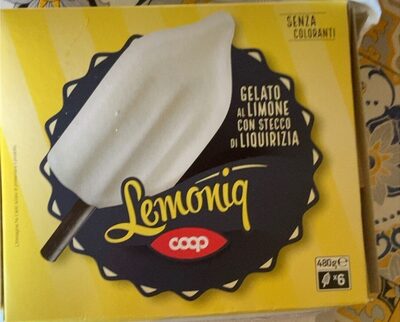 SENZA
COLORANTI
GELATO
AL LIMONE
CON STECCO
DI LIQUIRIZIA
Lemoniq
coop
480g e
x6